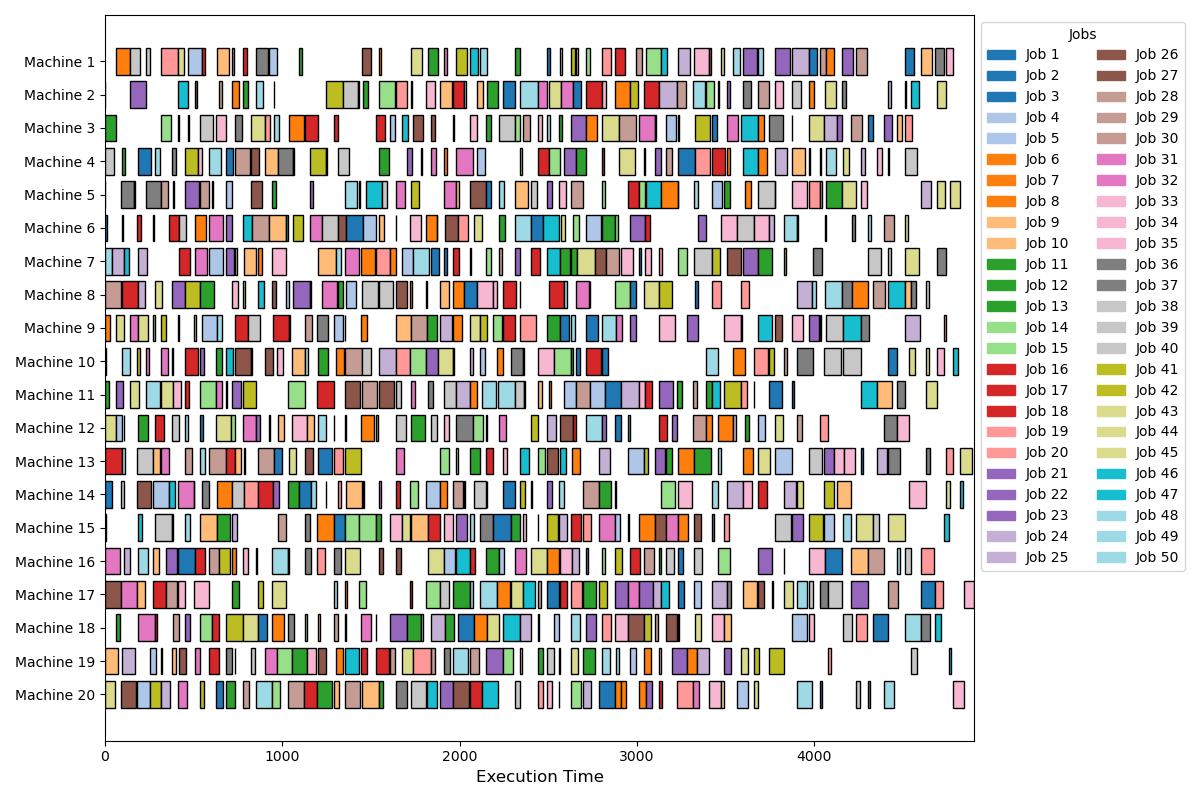 Machine 1
Machine 2
Machine 3
Machine 4
Machine 5
Machine 6
Machine 7
Machine 8
Machine 9
Machine 10
Machine 11
Machine 12
Machine 13
Machine 14
Machine 15
Machine 16
Machine 17
Machine 18
Machine 19
Machine 20
0 1000 2000 3000 4000
Execution Time
Jobs
Job 1 Job 26
Job 2 Job 27
Job 3 Job 28
Job 4 Job 29
Job 5 Job 30
Job 6 Job 31
Job 7 Job 32
Job 8 Job 33
Job 9 Job 34
Job 10 Job 35
Job 11 Job 36
Job 12 Job 37
Job 13 Job 38
Job 14 Job 39
Job 15 Job 40
Job 16 Job 41
Job 17 Job 42
Job 18 Job 43
Job 19 Job 44
Job 20 Job 45
Job 21 Job 46
Job 22 Job 47
Job 23 Job 48
Job 24 Job 49
Job 25 Job 50